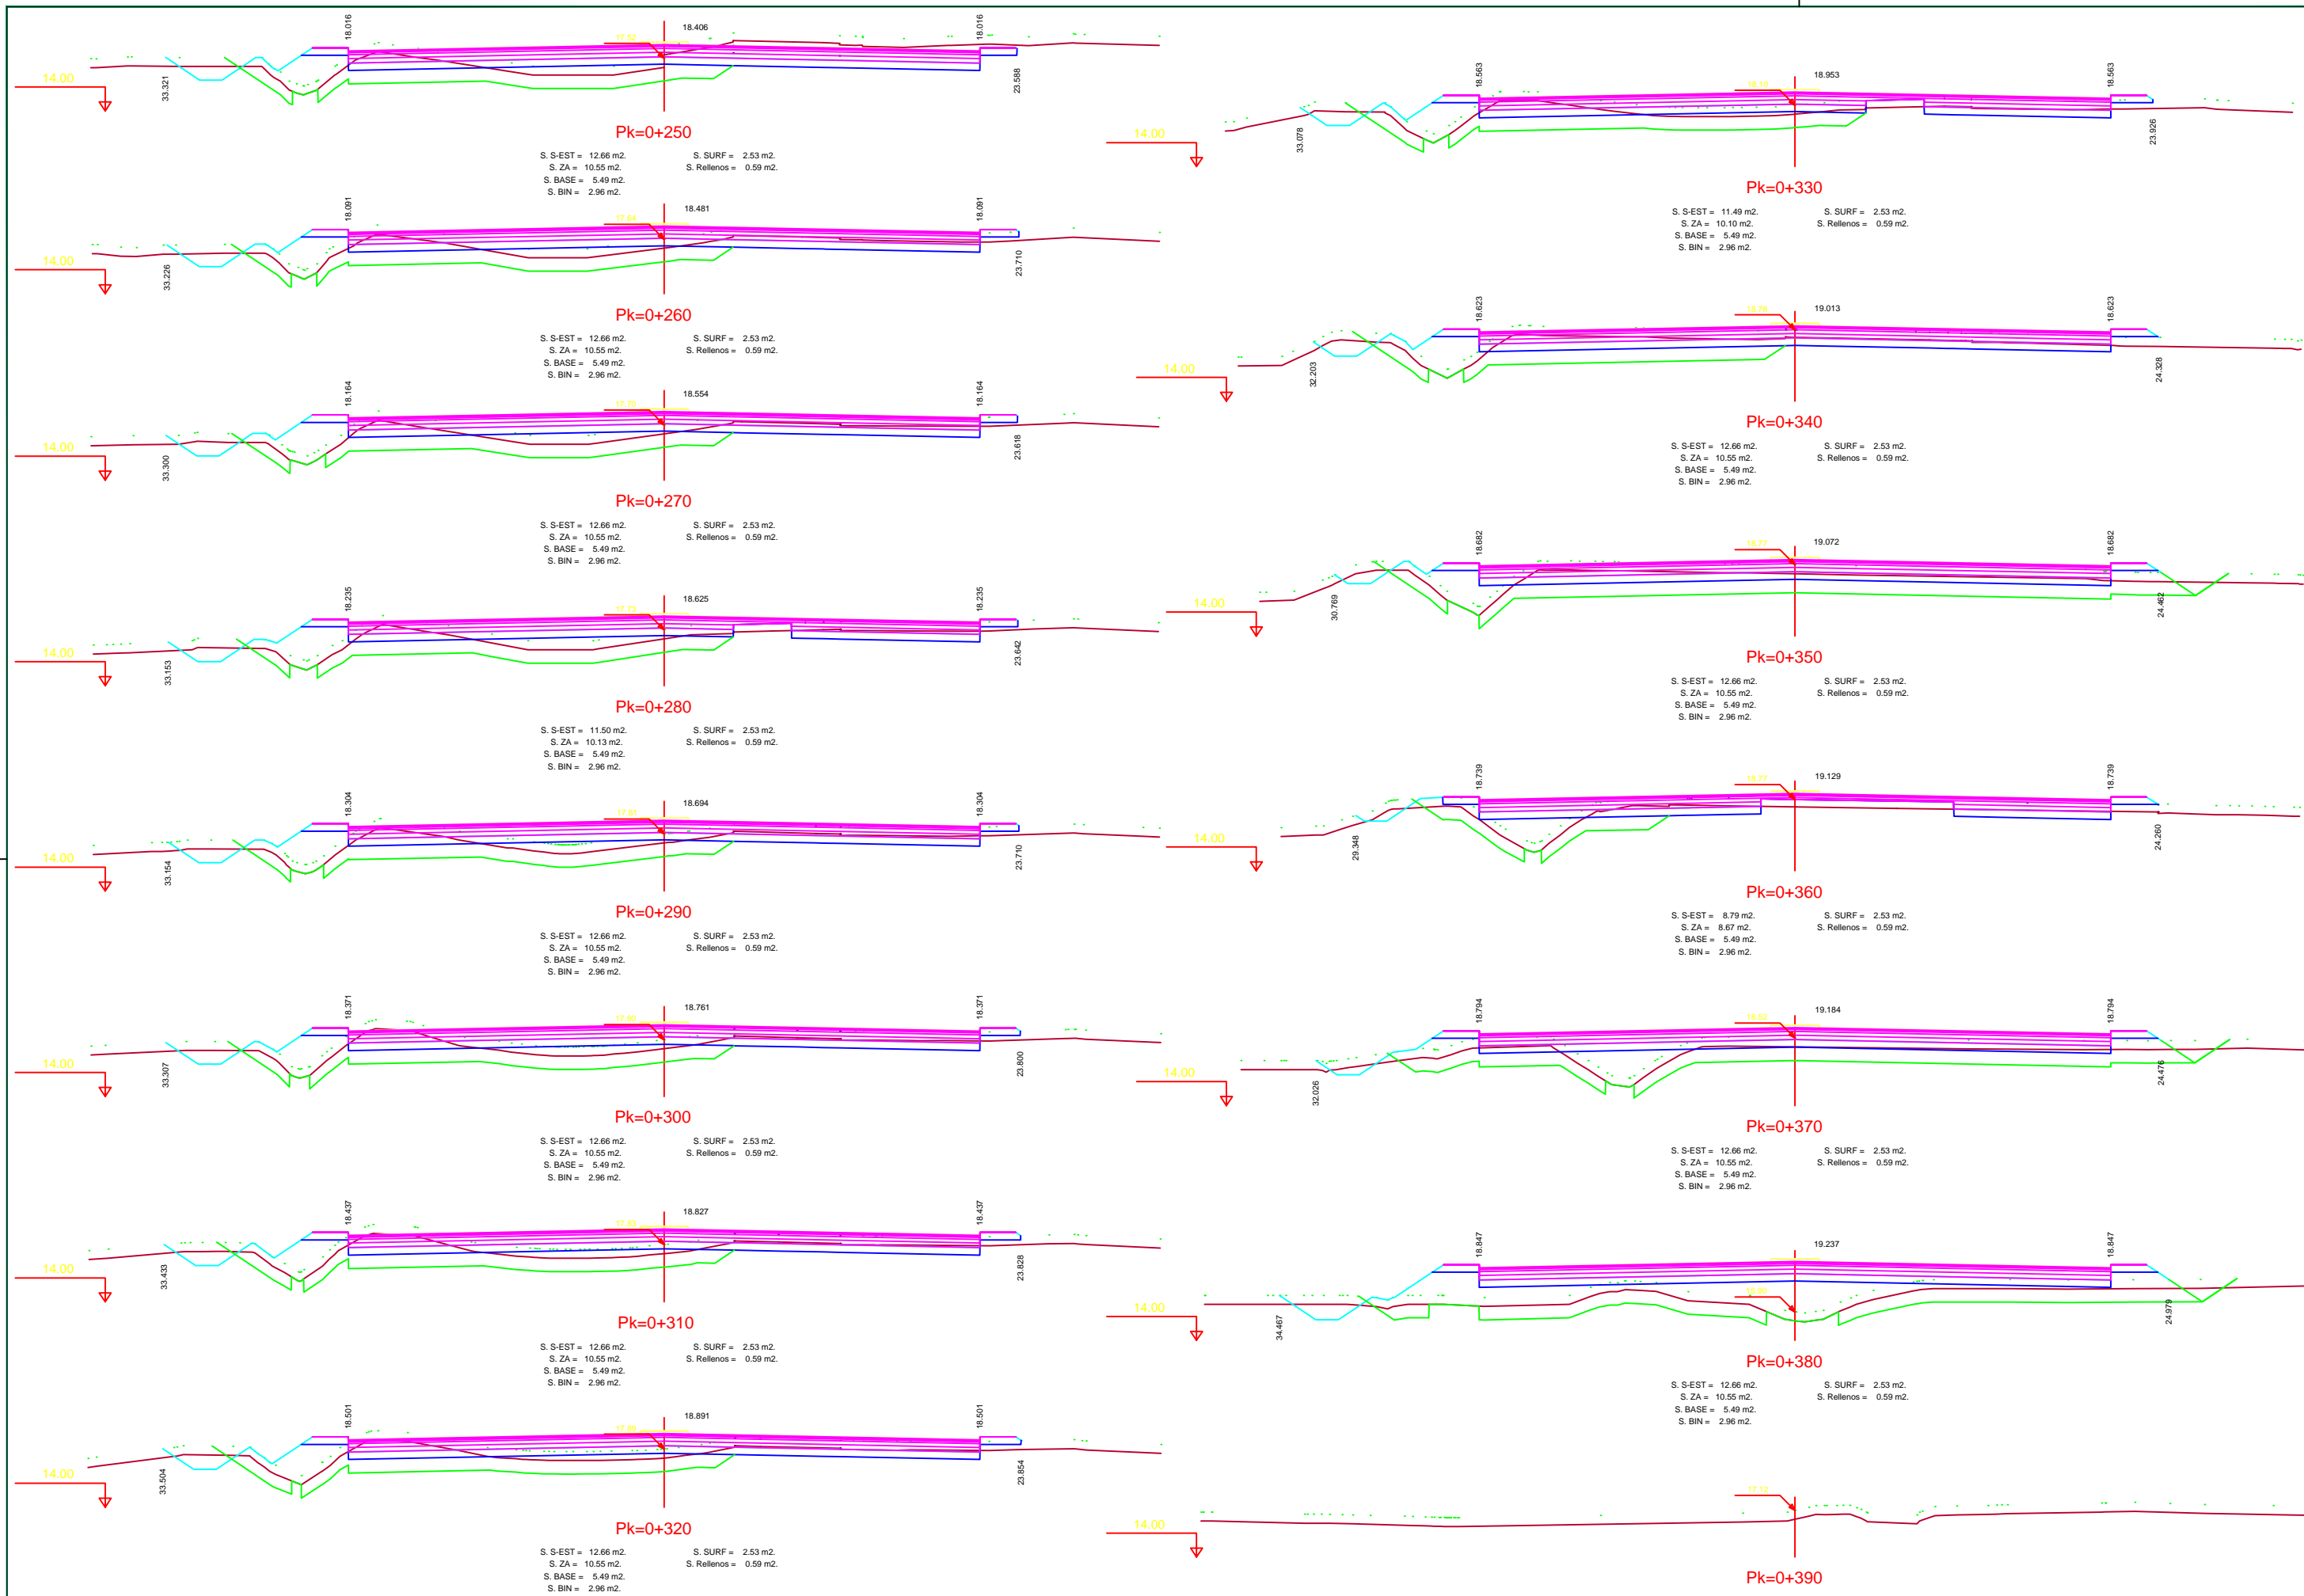 18.016
18.406
18.016
17.52
14.00
33.321
23.588
Pk=0+250
S. S-EST = 12.66 m2. S. SURF = 2.53 m2.
S. ZA = 10.55 m2. S. Rellenos = 0.59 m2.
S. BASE = 5.49 m2.
S. BIN = 2.96 m2.
18.091
18.481
18.091
17.64
14.00
33.226
23.710
Pk=0+260
S. S-EST = 12.66 m2. S. SURF = 2.53 m2.
S. ZA = 10.55 m2. S. Rellenos = 0.59 m2.
S. BASE = 5.49 m2.
S. BIN = 2.96 m2.
18.164
18.554
18.164
14.00
33.300
23.618
Pk=0+270
S. S-EST = 12.66 m2. S. SURF = 2.53 m2.
S. ZA = 10.55 m2. S. Rellenos = 0.59 m2.
S. BASE = 5.49 m2.
S. BIN = 2.96 m2.
18.235
18.625
18.235
14.00
33.153
23.642
Pk=0+280
S. S-EST = 11.50 m2. S. SURF = 2.53 m2.
S. ZA = 10.13 m2. S. Rellenos = 0.59 m2.
S. BASE = 5.49 m2.
S. BIN = 2.96 m2.
18.304
18.694
18.304
14.00
33.154
23.710
Pk=0+290
S. S-EST = 12.66 m2. S. SURF = 2.53 m2.
S. ZA = 10.55 m2. S. Rellenos = 0.59 m2.
S. BASE = 5.49 m2.
S. BIN = 2.96 m2.
18.371
18.761
18.371
14.00
33.307
23.800
Pk=0+300
S. S-EST = 12.66 m2. S. SURF = 2.53 m2.
S. ZA = 10.55 m2. S. Rellenos = 0.59 m2.
S. BASE = 5.49 m2.
S. BIN = 2.96 m2.
18.437
18.827
18.437
14.00
33.433
23.828
Pk=0+310
S. S-EST = 12.66 m2. S. SURF = 2.53 m2.
S. ZA = 10.55 m2. S. Rellenos = 0.59 m2.
S. BASE = 5.49 m2.
S. BIN = 2.96 m2.
18.501
18.891
18.501
14.00
33.504
23.854
Pk=0+320
S. S-EST = 12.66 m2. S. SURF = 2.53 m2.
S. ZA = 10.55 m2. S. Rellenos = 0.59 m2.
S. BASE = 5.49 m2.
S. BIN = 2.96 m2.
18.563
18.953
18.563
14.00
33.078
23.926
Pk=0+330
S. S-EST = 11.49 m2. S. SURF = 2.53 m2.
S. ZA = 10.10 m2. S. Rellenos = 0.59 m2.
S. BASE = 5.49 m2.
S. BIN = 2.96 m2.
18.623
19.013
18.623
14.00
32.203
24.328
Pk=0+340
S. S-EST = 12.66 m2. S. SURF = 2.53 m2.
S. ZA = 10.55 m2. S. Rellenos = 0.59 m2.
S. BASE = 5.49 m2.
S. BIN = 2.96 m2.
18.682
19.072
18.682
18.77
14.00
30.769
24.462
Pk=0+350
S. S-EST = 12.66 m2. S. SURF = 2.53 m2.
S. ZA = 10.55 m2. S. Rellenos = 0.59 m2.
S. BASE = 5.49 m2.
S. BIN = 2.96 m2.
18.739
19.129
18.739
18.77
14.00
29.348
24.260
Pk=0+360
S. S-EST = 8.79 m2. S. SURF = 2.53 m2.
S. ZA = 8.67 m2. S. Rellenos = 0.59 m2.
S. BASE = 5.49 m2.
S. BIN = 2.96 m2.
18.794
19.184
18.794
14.00
32.026
24.476
Pk=0+370
S. S-EST = 12.66 m2. S. SURF = 2.53 m2.
S. ZA = 10.55 m2. S. Rellenos = 0.59 m2.
S. BASE = 5.49 m2.
S. BIN = 2.96 m2.
18.847
19.237
18.847
14.00
34.467
24.979
Pk=0+380
S. S-EST = 12.66 m2. S. SURF = 2.53 m2.
S. ZA = 10.55 m2. S. Rellenos = 0.59 m2.
S. BASE = 5.49 m2.
S. BIN = 2.96 m2.
17.12
14.00
Pk=0+390